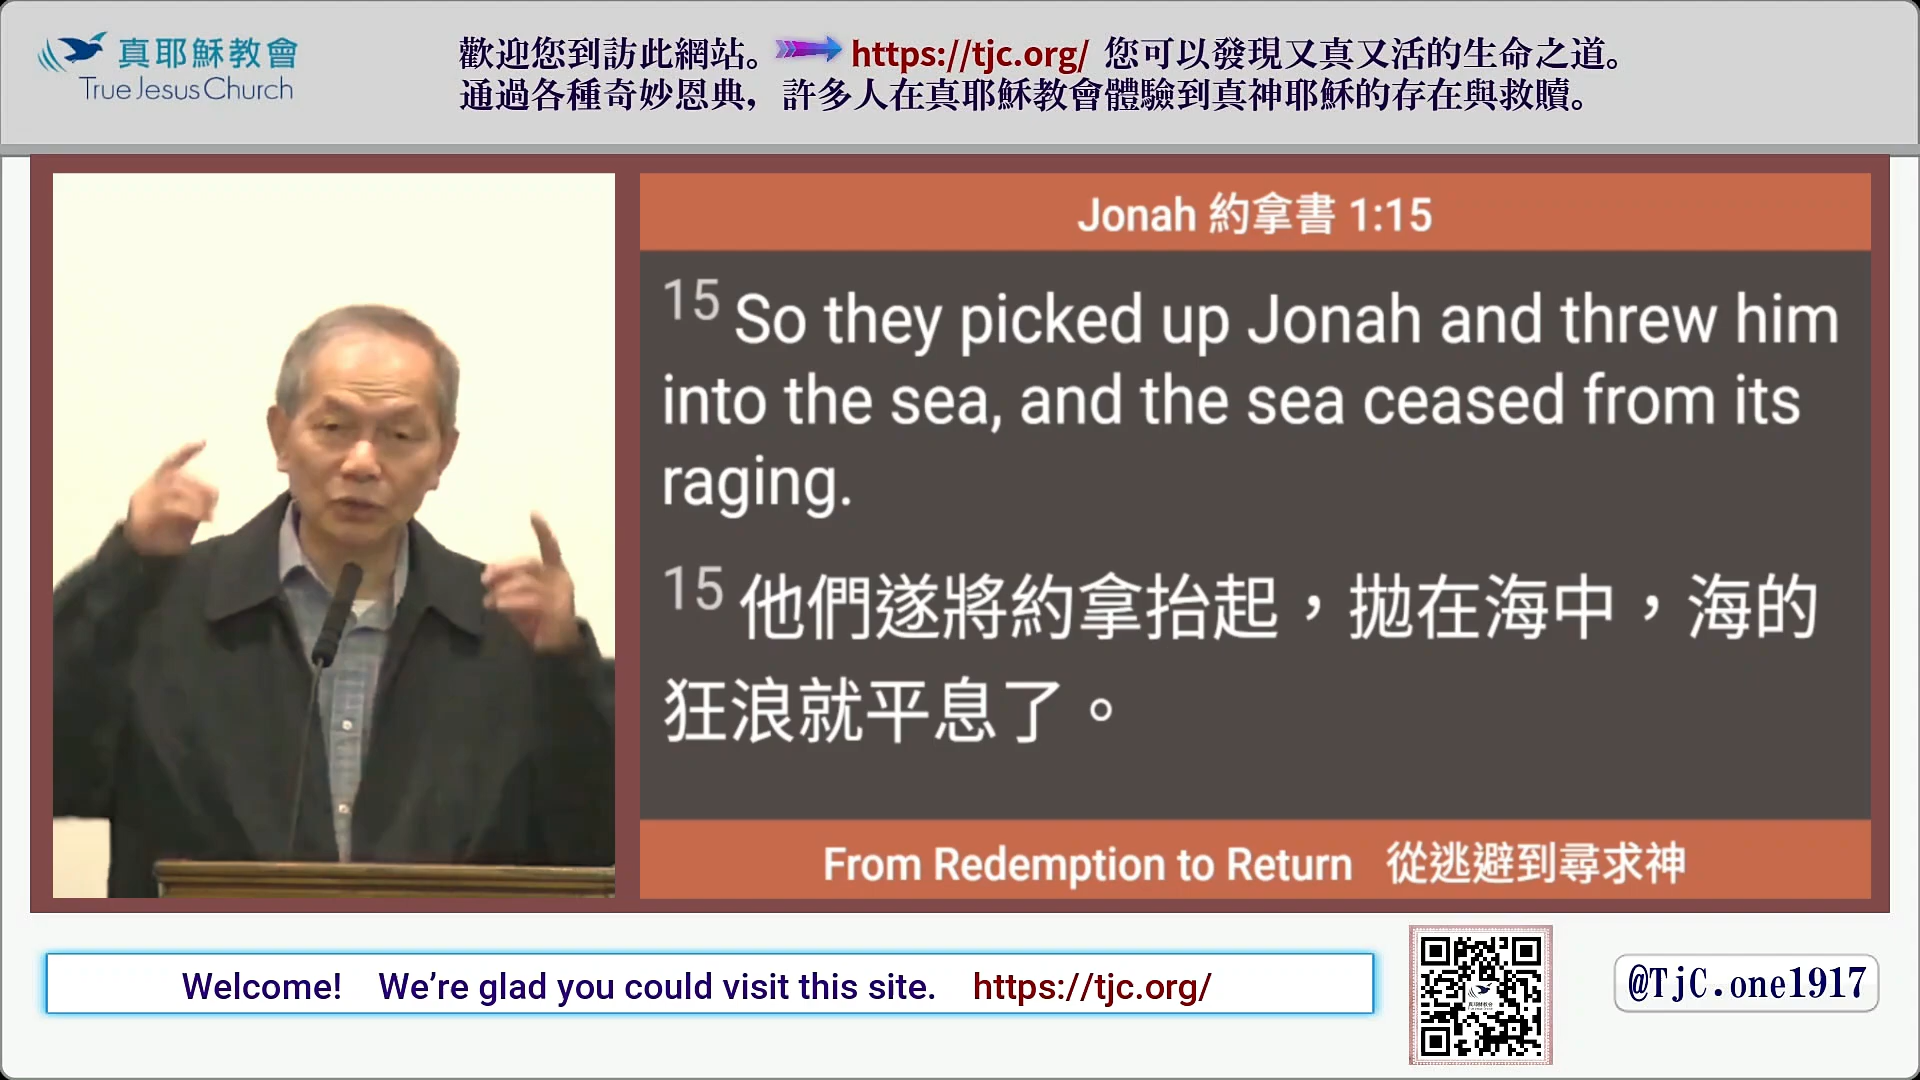 真耶穌教會
True Jesus Church
歡迎您到訪此網站。 https://tjc.org/ 您可以發現又真又活的生命之道。
通過各種奇妙恩典，許多人在真耶穌教會體驗到真神耶穌的存在與救贖。
Jonah 約拿書 1:15
15 So they picked up Jonah and threw him
into the sea, and the sea ceased from its
raging.
15 他們遂將約拿抬起，拋在海中，海的
狂浪就平息了。
From Redemption to Return 從逃避到尋求神
Welcome! We’re glad you could visit this site. https://tjc.org/
@TjC.one1917